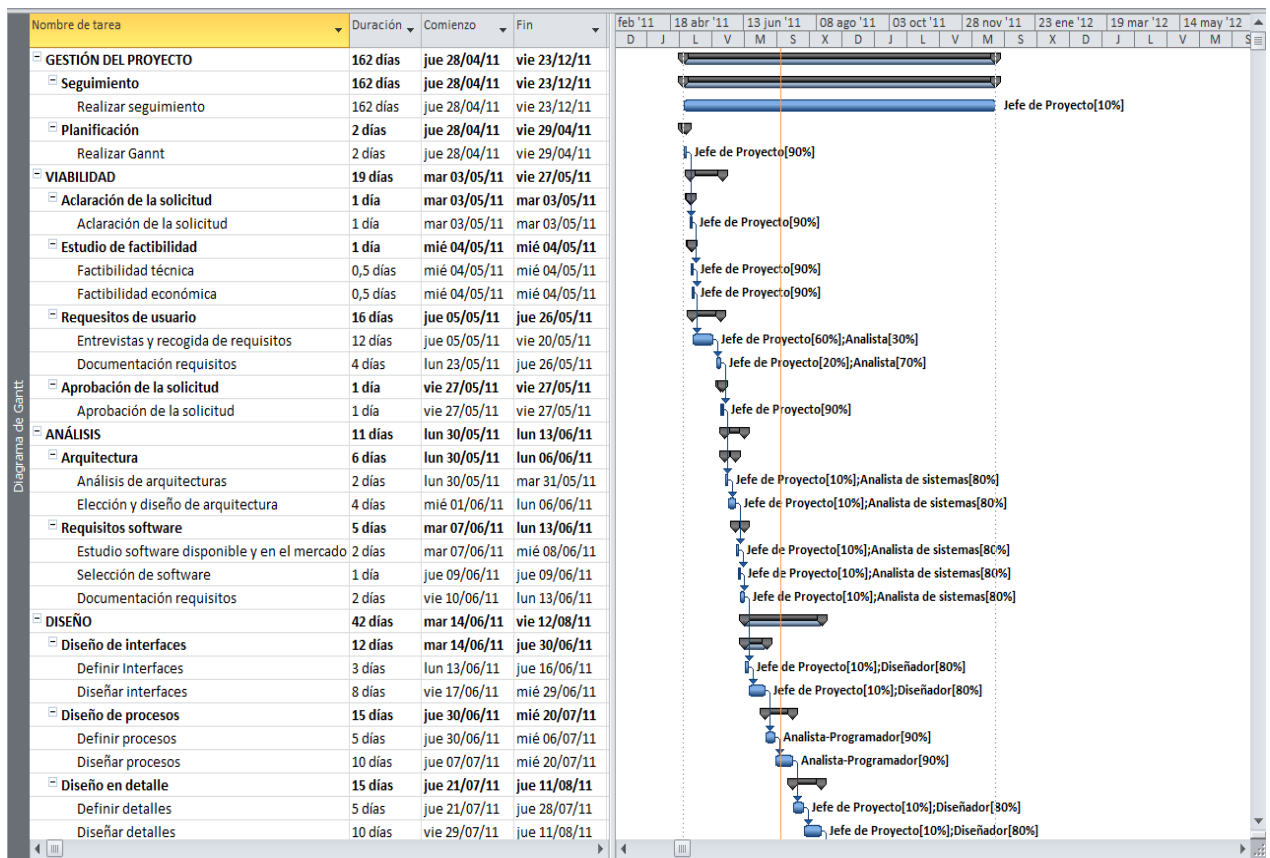 Nombre de tarea Duración Comienzo Fin feb '11 18 abr '11 13 jun '11 08 ago '11 03 oct '11 28 nov '11 23 ene '12 19 mar '12 14 may '12
D J L V M S X D J L V M S X D J L V M S
GESTIÓN DEL PROYECTO 162 días jue 28/04/11 vie 23/12/11
Seguimiento 162 días jue 28/04/11 vie 23/12/11
Realizar seguimiento 162 días jue 28/04/11 vie 23/12/11 Jefe de Proyecto[10%]
Planificación 2 días jue 28/04/11 vie 29/04/11
Realizar Gannt 2 días jue 28/04/11 vie 29/04/11 Jefe de Proyecto[90%]
VIABILIDAD 19 días mar 03/05/11 vie 27/05/11
Aclaración de la solicitud 1 día mar 03/05/11 mar 03/05/11
Aclaración de la solicitud 1 día mar 03/05/11 mar 03/05/11 Jefe de Proyecto[90%]
Estudio de factibilidad 1 día mié 04/05/11 mié 04/05/11
Factibilidad técnica 0,5 días mié 04/05/11 mié 04/05/11 Jefe de Proyecto[90%]
Factibilidad económica 0,5 días mié 04/05/11 mié 04/05/11 Jefe de Proyecto[90%]
Requesitos de usuario 16 días jue 05/05/11 jue 26/05/11
Entrevistas y recogida de requisitos 12 días jue 05/05/11 vie 20/05/11 Jefe de Proyecto[60%];Analista[30%]
Documentación requisitos 4 días lun 23/05/11 jue 26/05/11 Jefe de Proyecto[20%];Analista[70%]
Aprobación de la solicitud 1 día vie 27/05/11 vie 27/05/11
Aprobación de la solicitud 1 día vie 27/05/11 vie 27/05/11 Jefe de Proyecto[90%]
ANÁLISIS 11 días lun 30/05/11 lun 13/06/11
Arquitectura 6 días lun 30/05/11 lun 06/06/11
Análisis de arquitecturas 2 días lun 30/05/11 mar 31/05/11 Jefe de Proyecto[10%];Analista de sistemas[80%]
Elección y diseño de arquitectura 4 días mié 01/06/11 lun 06/06/11 Jefe de Proyecto[10%];Analista de sistemas[80%]
Requisitos software 5 días mar 07/06/11 lun 13/06/11
Estudio software disponible y en el mercado 2 días mar 07/06/11 mié 08/06/11 Jefe de Proyecto[10%];Analista de sistemas[80%]
Selección de software 1 día jue 09/06/11 jue 09/06/11 Jefe de Proyecto[10%];Analista de sistemas[80%]
Documentación requisitos 2 días vie 10/06/11 lun 13/06/11 Jefe de Proyecto[10%];Analista de sistemas[80%]
DISEÑO 42 días mar 14/06/11 vie 12/08/11
Diseño de interfaces 12 días mar 14/06/11 jue 30/06/11
Definir Interfaces 3 días lun 13/06/11 jue 16/06/11 Jefe de Proyecto[10%];Diseñador[80%]
Diseñar interfaces 8 días vie 17/06/11 mié 29/06/11 Jefe de Proyecto[10%];Diseñador[80%]
Diseño de procesos 15 días jue 30/06/11 mié 20/07/11
Definir procesos 5 días jue 30/06/11 mié 06/07/11 Analista-Programador[90%]
Diseñar procesos 10 días jue 07/07/11 mié 20/07/11 Analista-Programador[90%]
Diseño en detalle 15 días jue 21/07/11 jue 11/08/11
Definir detalles 5 días jue 21/07/11 jue 28/07/11 Jefe de Proyecto[10%];Diseñador[80%]
Diseñar detalles 10 días vie 29/07/11 jue 11/08/11 Jefe de Proyecto[10%];Diseñador[80%]
Diagrama de Gantt